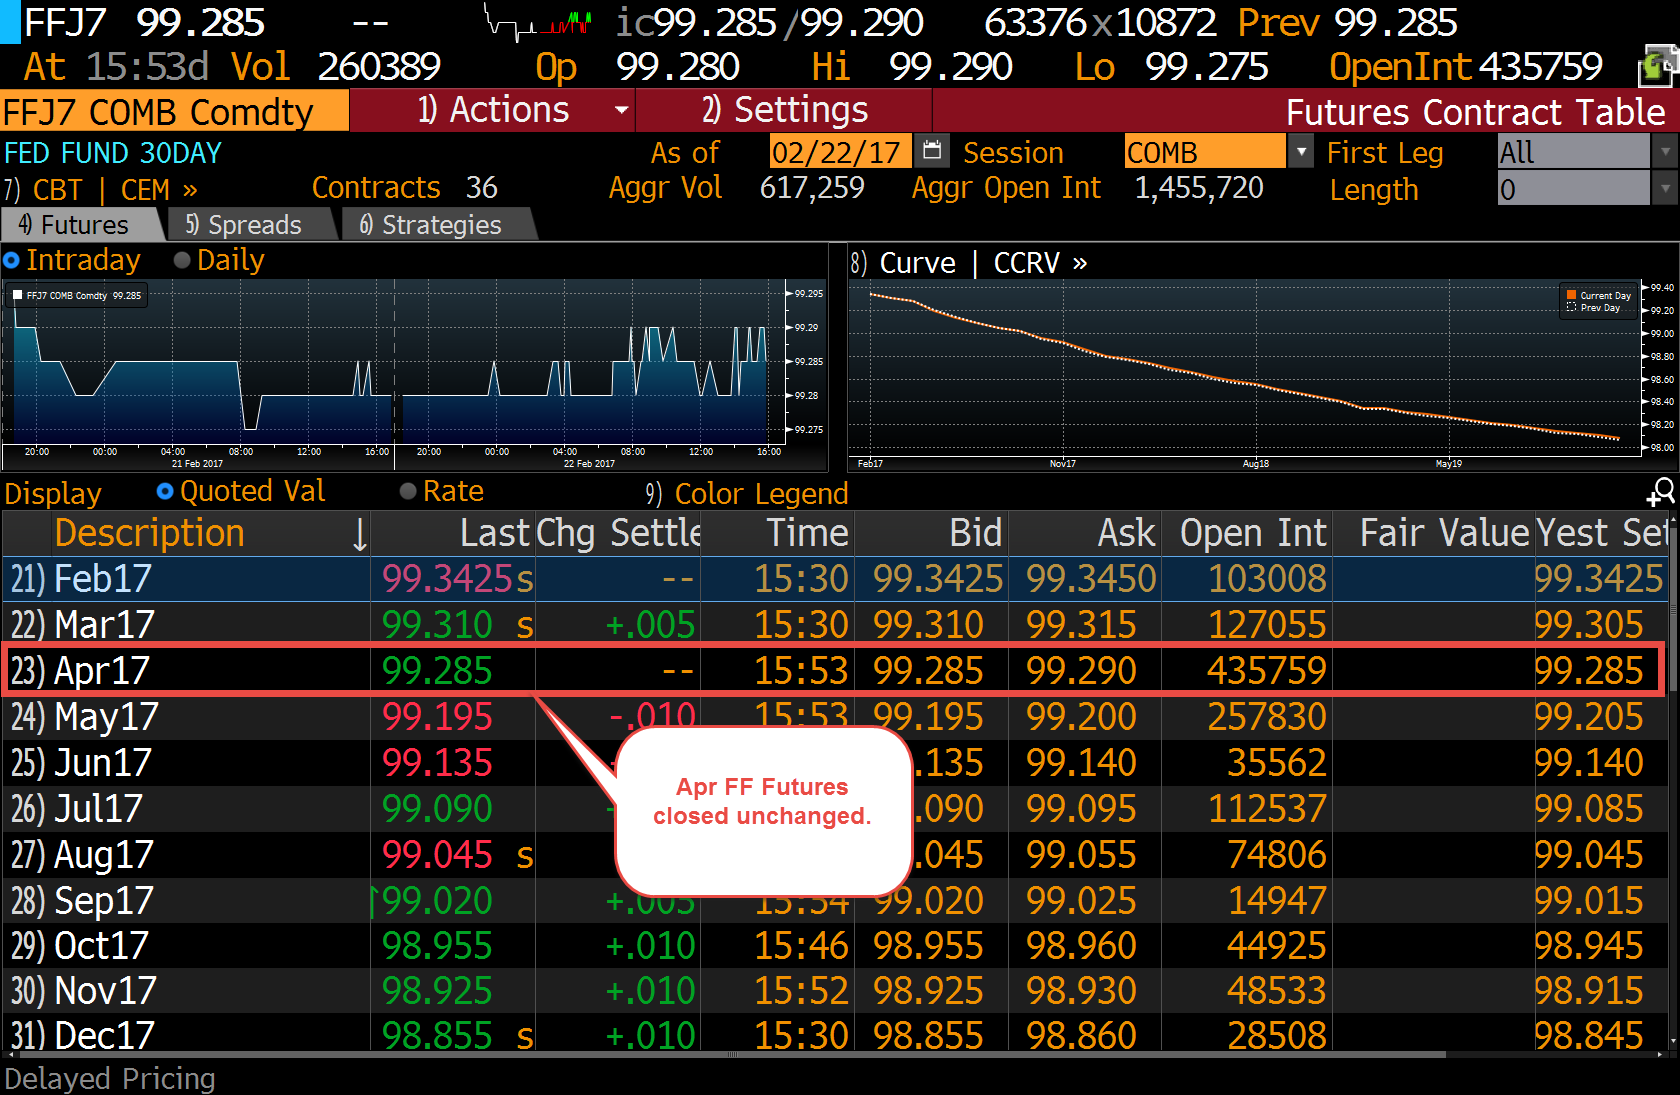 FFJ7 99.285 -- ic99.285/99.290 63376x10872 Prev 99.285
At 15:53d Vol 260389 Op 99.280 Hi 99.290 Lo 99.275 OpenInt 435759
FFJ7 COMB Comdty 1) Actions 2) Settings Futures Contract Table
FED FUND 30DAY As of 02/22/17 Session COMB First Leg All
7) CBT | CEM » Contracts 36 Aggr Vol 617,259 Aggr Open Int 1,455,720 Length 0
4) Futures 5) Spreads 6) Strategies
Intraday Daily
FFJ7 COMB Comdty 99.285
99.295
99.29
99.285
99.28
99.275
20:00 00:00 04:00 08:00 12:00 16:00 20:00 00:00 04:00 08:00 12:00 16:00
21 Feb 2017 22 Feb 2017
8) Curve | CCRV »
Current Day
Prev Day
99.40
99.20
99.00
98.80
98.60
98.40
98.20
98.00
Feb17 Nov17 Aug18 May19
Display Quoted Val Rate 9) Color Legend
Description ↓ Last Chg Settle Time Bid Ask Open Int Fair Value Yest Set
21) Feb17 99.3425 s -- 15:30 99.3425 99.3450 103008 99.3425
22) Mar17 99.310 s +.005 15:30 99.310 99.315 127055 99.305
23) Apr17 99.285 -- 15:53 99.285 99.290 435759 99.285
24) May17 99.195 -.010 15:53 99.195 99.200 257830 99.205
25) Jun17 99.135 .135 99.140 35562 99.140
26) Jul17 99.090 .090 99.095 112537 99.085
27) Aug17 99.045 s .045 99.055 74806 99.045
28) Sep17 ↑99.020 +.005 15:54 99.020 99.025 14947 99.015
29) Oct17 98.955 +.010 15:46 98.955 98.960 44925 98.945
30) Nov17 98.925 +.010 15:52 98.925 98.930 48533 98.915
31) Dec17 98.855 s +.010 15:30 98.855 98.860 28508 98.845
Apr FF Futures
closed unchanged.
Delayed Pricing